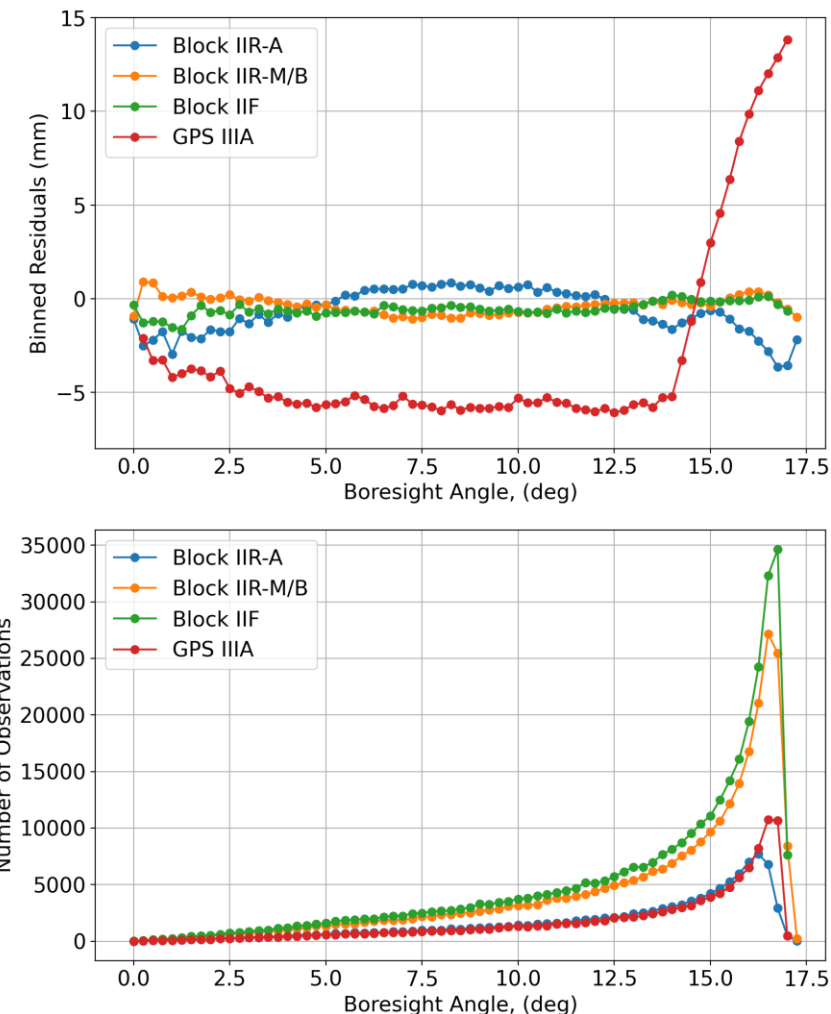 15
10
5
0
−5
Binned Residuals (mm)
Block IIR-A
Block IIR-M/B
Block IIF
GPS IIIA
0.0 2.5 5.0 7.5 10.0 12.5 15.0 17.5
Boresight Angle, (deg)
35000
30000
25000
20000
15000
10000
5000
0
Number of Observations
Block IIR-A
Block IIR-M/B
Block IIF
GPS IIIA
0.0 2.5 5.0 7.5 10.0 12.5 15.0 17.5
Boresight Angle, (deg)